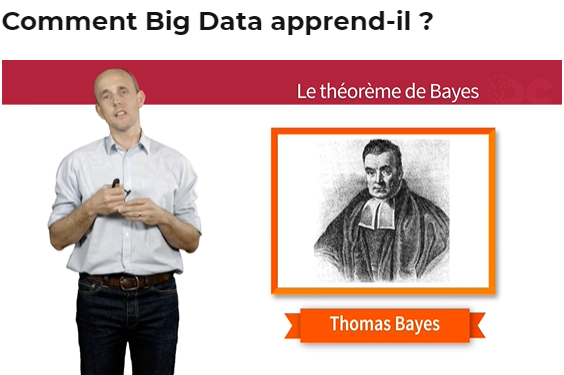 Comment Big Data apprend-il ?
Le théorème de Bayes
Thomas Bayes